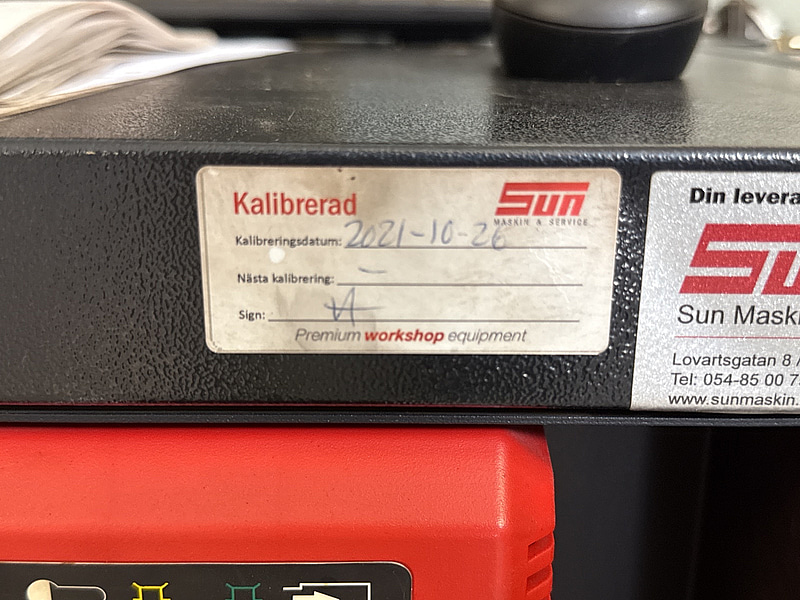 Kalibrerad
Sun
MASKIN & SERVICE
Kalibreringsdatum: 2021-10-26
Nästa kalibrering: –
Sign:
Premium workshop equipment
Din levera
Su
Sun Maski
Lovartsgatan 8
Tel: 054-85 00 7
www.sunmaskin.